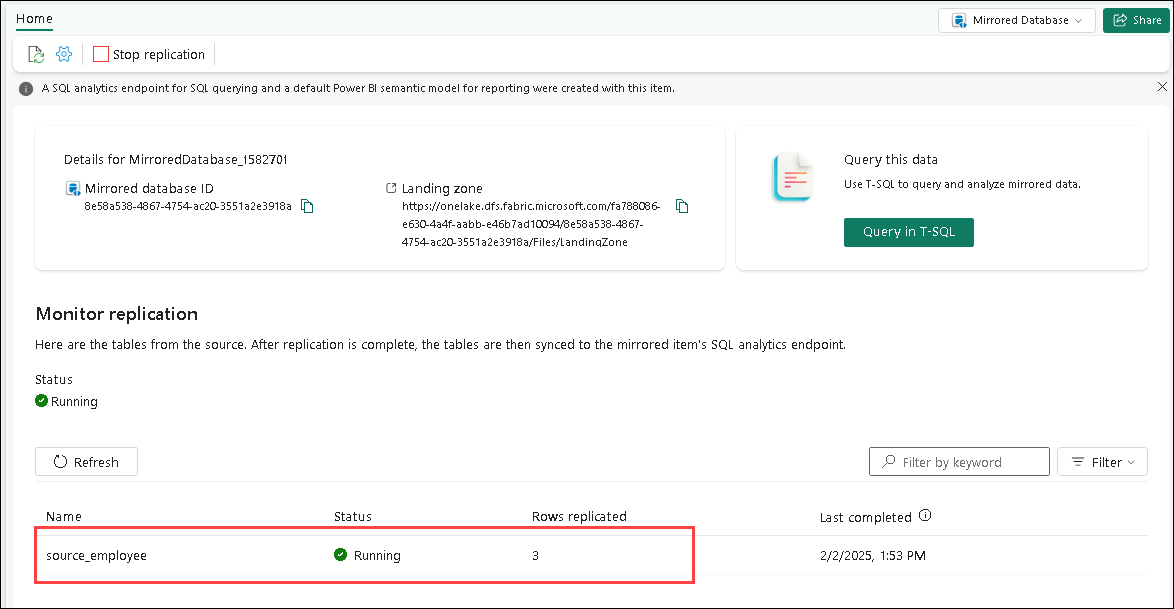 Home
Mirrored Database
Share
Stop replication
A SQL analytics endpoint for SQL querying and a default Power BI semantic model for reporting were created with this item.
Details for MirroredDatabase_1582701
Mirrored database ID
8e58a538-4867-4754-ac20-3551a2e3918a
Landing zone
https://onelake.dfs.fabric.microsoft.com/fa788086-
e630-4a4f-aabb-e46b7ad10094/8e58a538-4867-
4754-ac20-3551a2e3918a/Files/LandingZone
Query this data
Use T-SQL to query and analyze mirrored data.
Query in T-SQL
Monitor replication
Here are the tables from the source. After replication is complete, the tables are then synced to the mirrored item's SQL analytics endpoint.
Status
Running
Refresh
Filter by keyword
Filter
Name Status Rows replicated Last completed
source_employee Running 3 2/2/2025, 1:53 PM